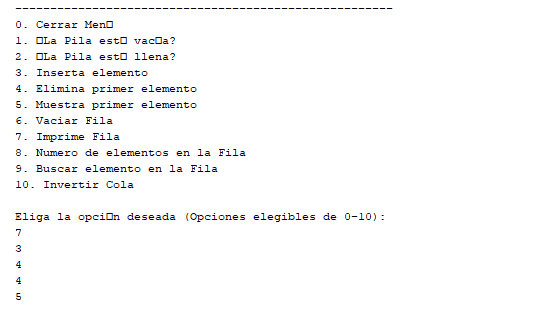 ------------------------------------------------------
0. Cerrar Men□
1. □La Pila est□ vac□a?
2. □La Pila est□ llena?
3. Inserta elemento
4. Elimina primer elemento
5. Muestra primer elemento
6. Vaciar Fila
7. Imprime Fila
8. Numero de elementos en la Fila
9. Buscar elemento en la Fila
10. Invertir Cola
Eliga la opci□n deseada (Opciones elegibles de 0-10):
7
3
4
4
5